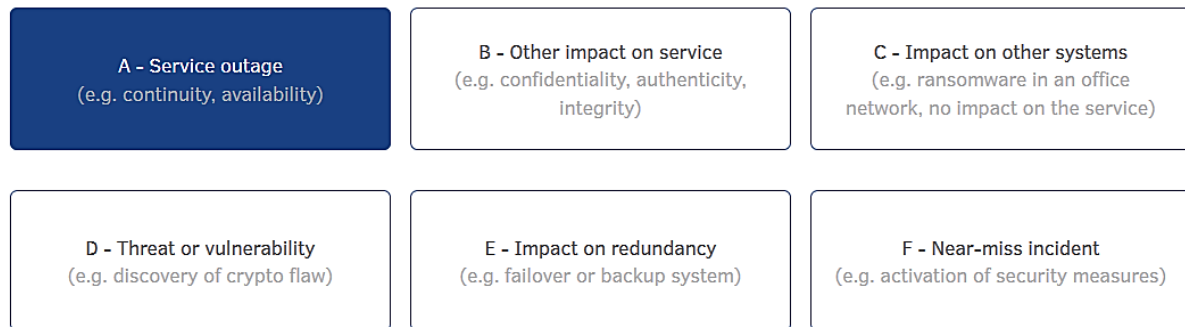 A - Service outage
(e.g. continuity, availability)
B - Other impact on service
(e.g. confidentiality, authenticity,
integrity)
C - Impact on other systems
(e.g. ransomware in an office
network, no impact on the service)
D - Threat or vulnerability
(e.g. discovery of crypto flaw)
E - Impact on redundancy
(e.g. failover or backup system)
F - Near-miss incident
(e.g. activation of security measures)